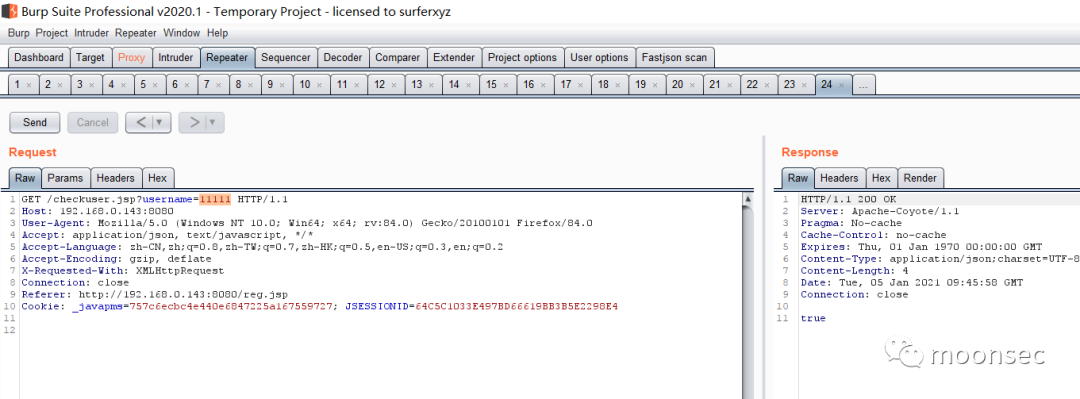 Burp Suite Professional v2020.1 - Temporary Project - licensed to surferxyz
Burp Project Intruder Repeater Window Help
Dashboard Target Proxy Intruder Repeater Sequencer Decoder Comparer Extender Project options User options Fastjson scan
1 × 2 × 3 × 4 × 5 × 6 × 7 × 8 × 9 × 10 × 11 × 12 × 13 × 14 × 15 × 16 × 17 × 18 × 19 × 20 × 21 × 22 × 23 × 24 × ...
Send Cancel < ▼ > ▼
Request
Raw Params Headers Hex
1 GET /checkuser.jsp?username=11111 HTTP/1.1
2 Host: 192.168.0.143:8080
3 User-Agent: Mozilla/5.0 (Windows NT 10.0; Win64; x64; rv:84.0) Gecko/20100101 Firefox/84.0
4 Accept: application/json, text/javascript, */*
5 Accept-Language: zh-CN,zh;q=0.8,zh-TW;q=0.7,zh-HK;q=0.5,en-US;q=0.3,en;q=0.2
6 Accept-Encoding: gzip, deflate
7 X-Requested-With: XMLHttpRequest
8 Connection: close
9 Referer: http://192.168.0.143:8080/reg.jsp
10 Cookie: _javapms=757c6ecbc4e440e6847225a167559727; JSESSIONID=64C5C1033E497BD66619BB3B5E2298E4
11
12
Response
Raw Headers Hex Render
1 HTTP/1.1 200 OK
2 Server: Apache-Coyote/1.1
3 Pragma: No-cache
4 Cache-Control: no-cache
5 Expires: Thu, 01 Jan 1970 00:00:00 GMT
6 Content-Type: application/json;charset=UTF-8
7 Content-Length: 4
8 Date: Tue, 05 Jan 2021 09:45:58 GMT
9 Connection: close
10
11 true
moonsec